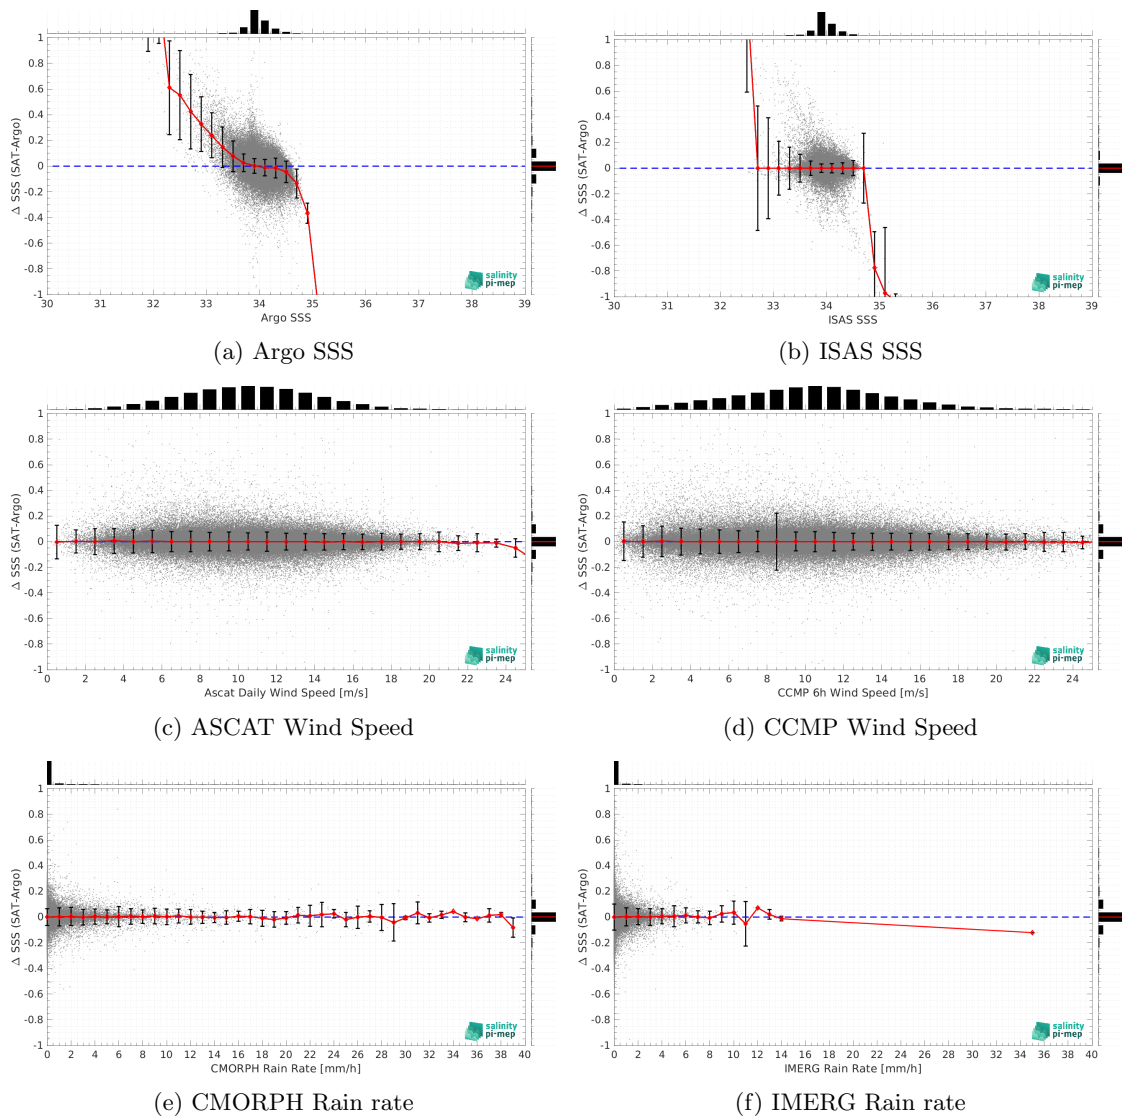 1
0.8
0.6
0.4
0.2
0
-0.2
-0.4
-0.6
-0.8
-1
Δ SSS (SAT-Argo)
30 31 32 33 34 35 36 37 38 39
Argo SSS
salinity
pi-mep
(a) Argo SSS
1
0.8
0.6
0.4
0.2
0
-0.2
-0.4
-0.6
-0.8
-1
Δ SSS (SAT-Argo)
30 31 32 33 34 35 36 37 38 39
ISAS SSS
salinity
pi-mep
(b) ISAS SSS
1
0.8
0.6
0.4
0.2
0
-0.2
-0.4
-0.6
-0.8
-1
Δ SSS (SAT-Argo)
0 2 4 6 8 10 12 14 16 18 20 22 24
Ascat Daily Wind Speed [m/s]
salinity
pi-mep
(c) ASCAT Wind Speed
1
0.8
0.6
0.4
0.2
0
-0.2
-0.4
-0.6
-0.8
-1
Δ SSS (SAT-Argo)
0 2 4 6 8 10 12 14 16 18 20 22 24
CCMP 6h Wind Speed [m/s]
salinity
pi-mep
(d) CCMP Wind Speed
1
0.8
0.6
0.4
0.2
0
-0.2
-0.4
-0.6
-0.8
-1
Δ SSS (SAT-Argo)
0 2 4 6 8 10 12 14 16 18 20 22 24 26 28 30 32 34 36 38 40
CMORPH Rain Rate [mm/h]
salinity
pi-mep
(e) CMORPH Rain rate
1
0.8
0.6
0.4
0.2
0
-0.2
-0.4
-0.6
-0.8
-1
Δ SSS (SAT-Argo)
0 2 4 6 8 10 12 14 16 18 20 22 24 26 28 30 32 34 36 38 40
IMERG Rain Rate [mm/h]
salinity
pi-mep
(f) IMERG Rain rate